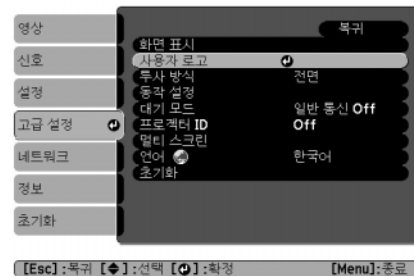 영상
신호
설정
고급 설정
네트워크
정보
초기화
복귀
화면 표시
사용자 로고
투사 방식 전면
동작 설정
대기 모드 일반 통신 Off
프로젝터 ID Off
멀티 스크린
언어 한국어
초기화
[Esc] :복귀 [◆] :선택 [⏎] :확정 [Menu]:종료